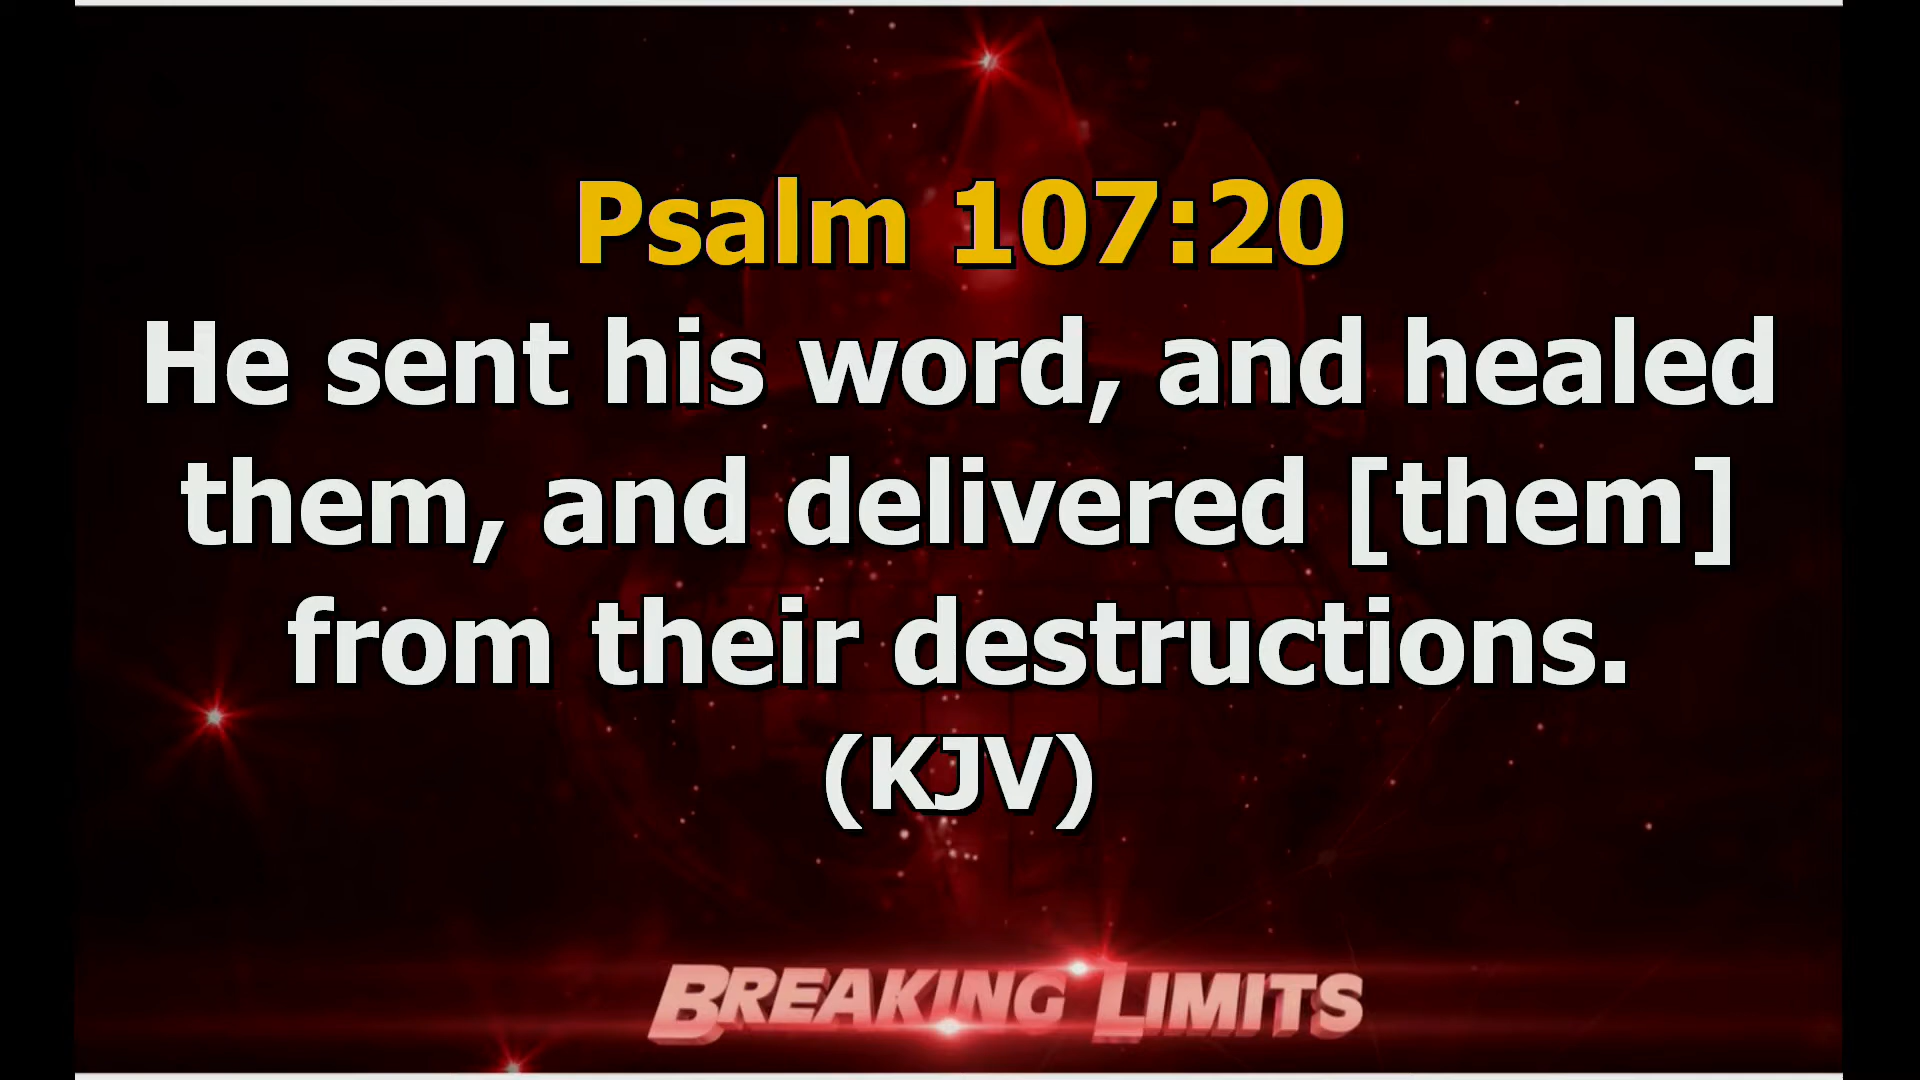 Psalm 107:20
He sent his word, and healed
them, and delivered [them]
from their destructions.
(KJV)
BREAKING LIMITS